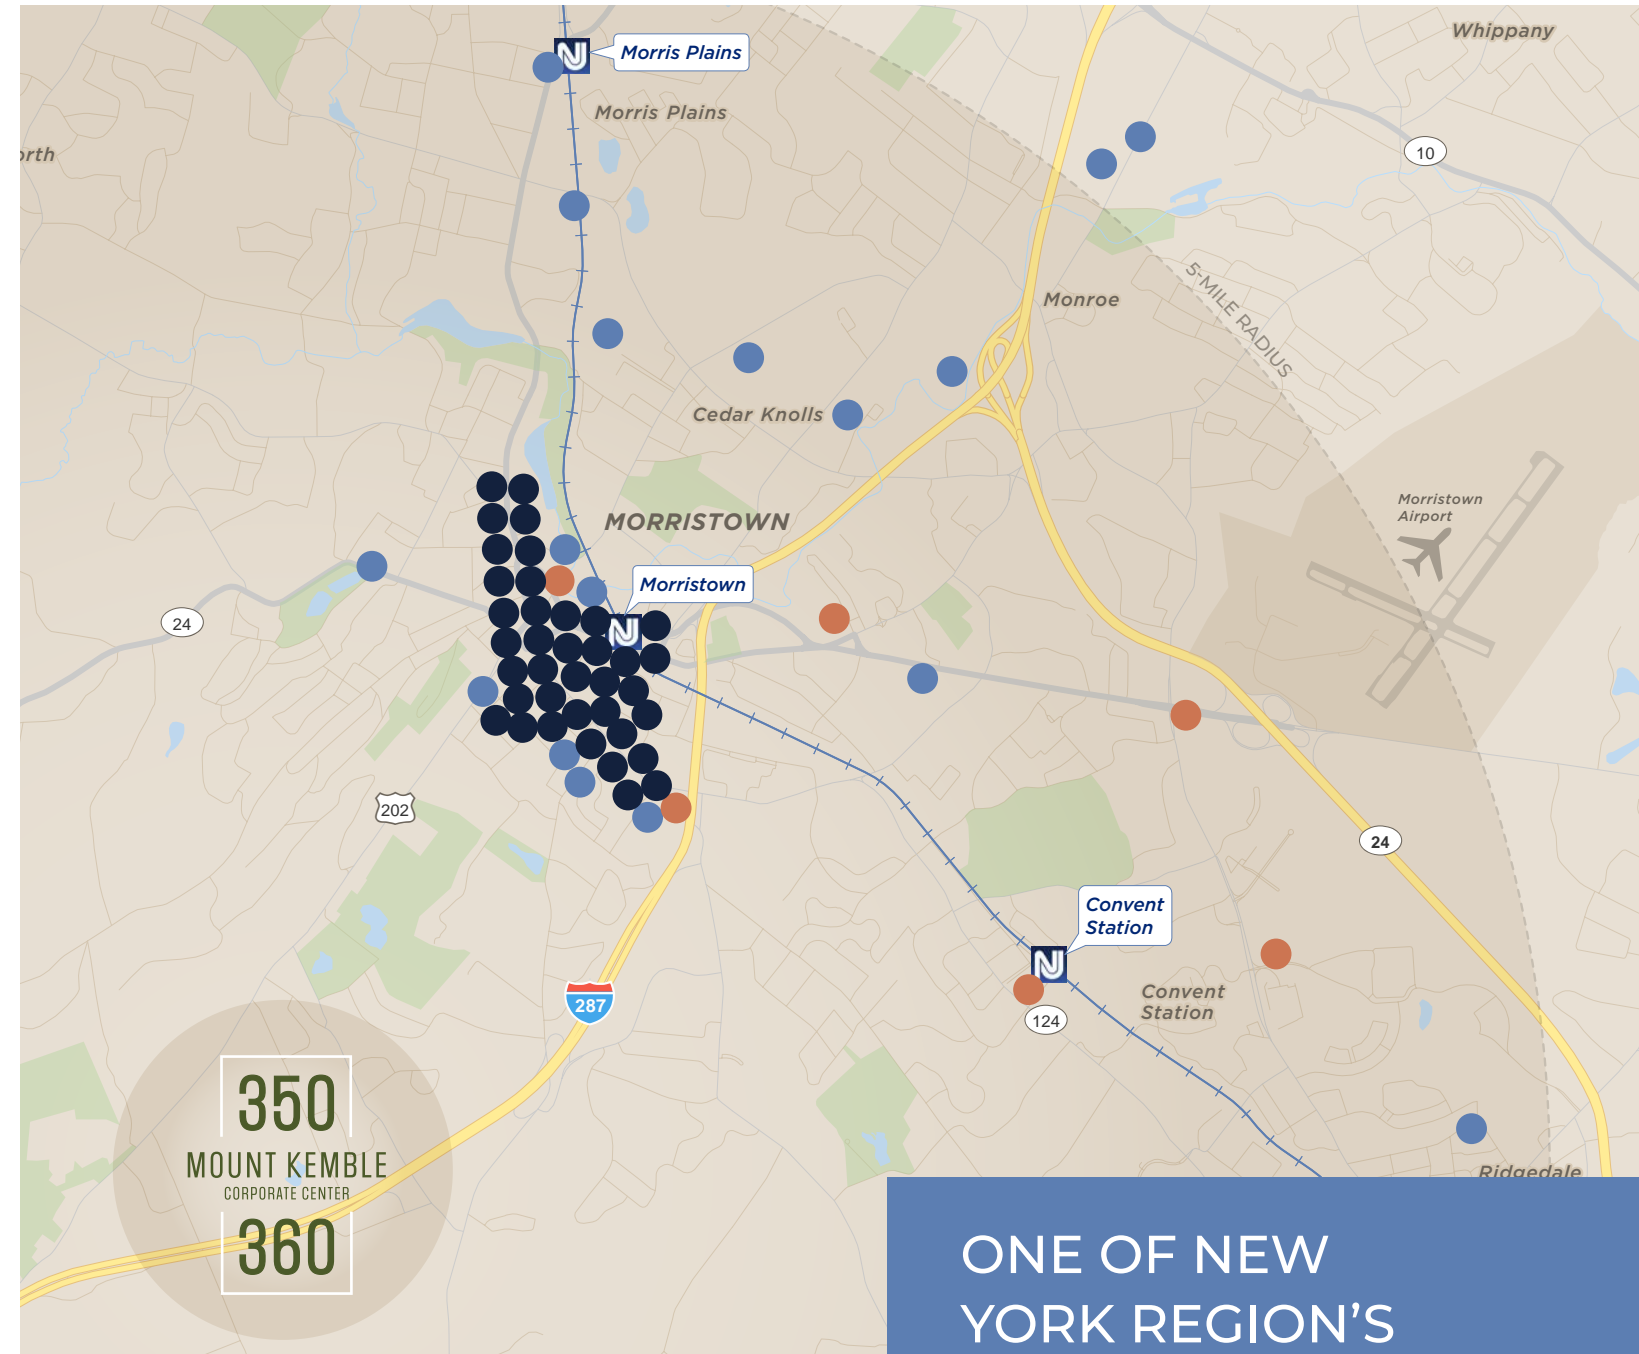 Whippany
Morris Plains
Morris Plains
orth
10
Monroe
5-MILE RADIUS
Cedar Knolls
Morristown
Airport
MORRISTOWN
Morristown
24
202
24
Convent
Station
Convent
Station
287
124
350
MOUNT KEMBLE
CORPORATE CENTER
360
Ridgedale
ONE OF NEW
YORK REGION'S